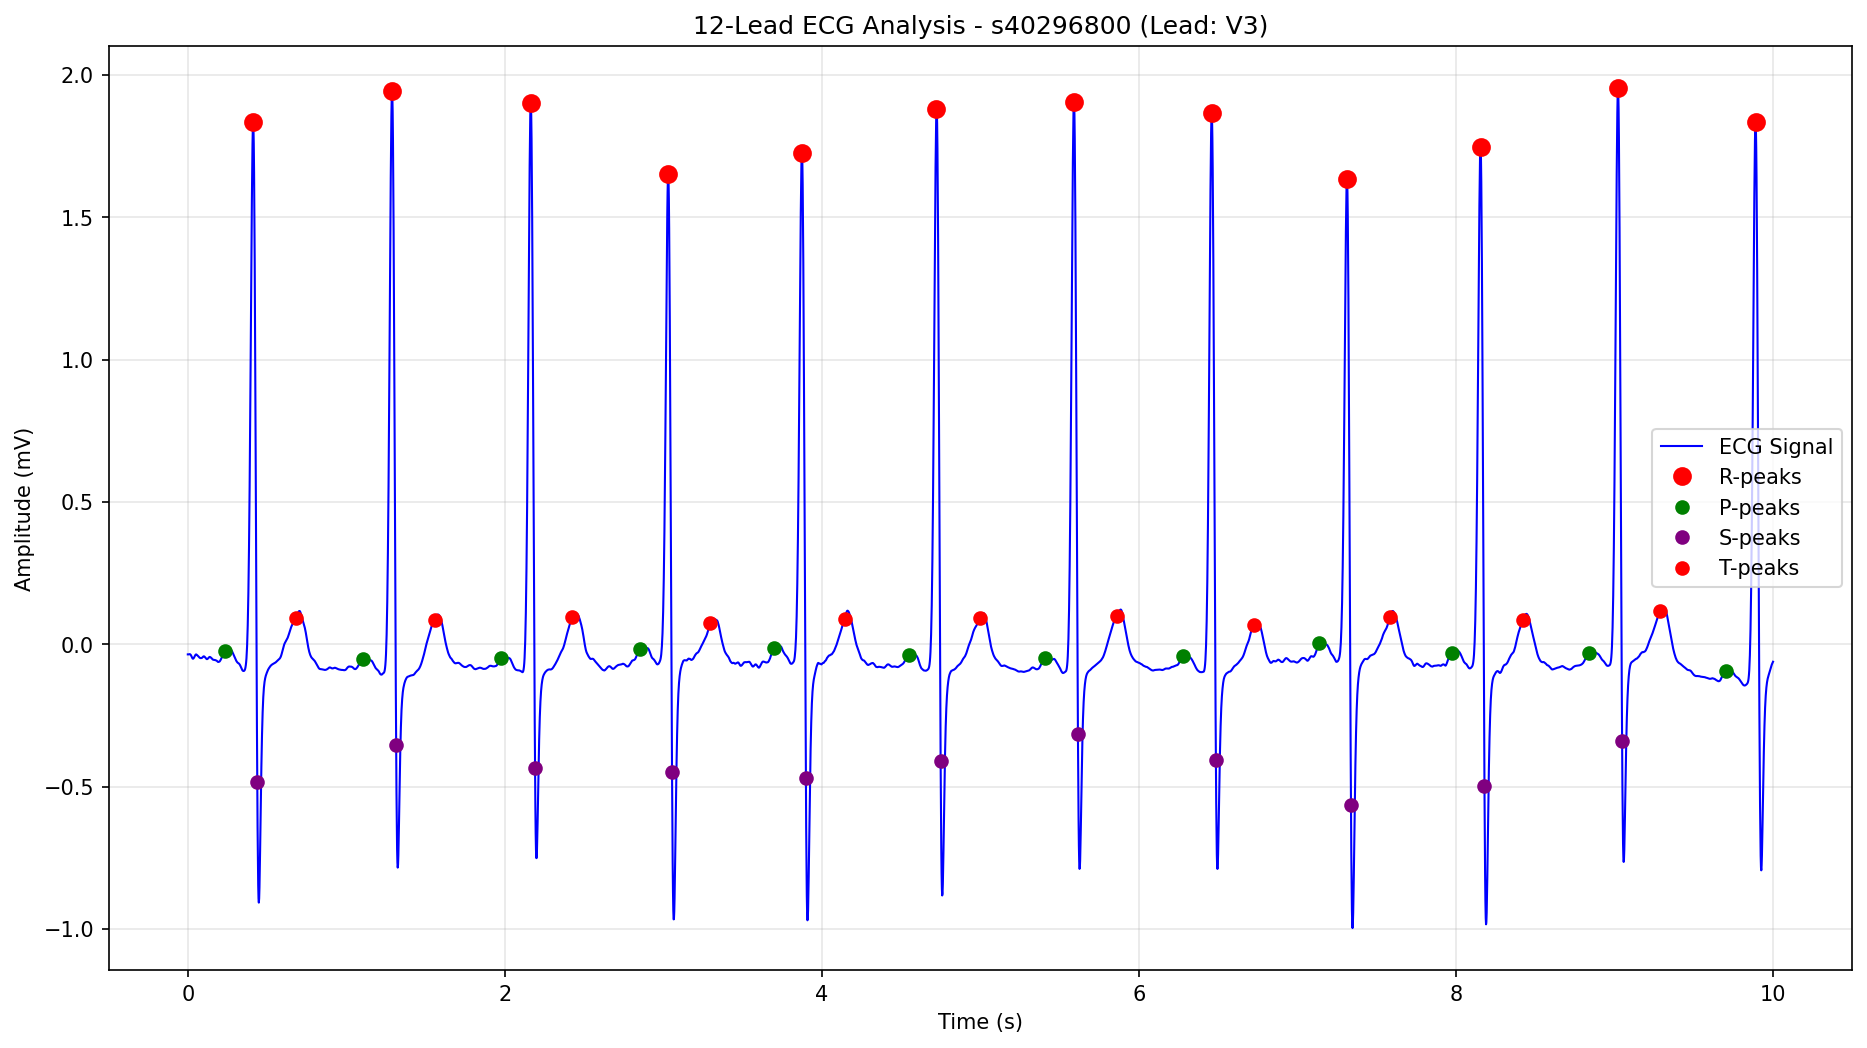 12-Lead ECG Analysis - s40296800 (Lead: V3)
Amplitude (mV)
2.0
1.5
1.0
0.5
0.0
−0.5
−1.0
ECG Signal
R-peaks
P-peaks
S-peaks
T-peaks
0 2 4 6 8 10
Time (s)